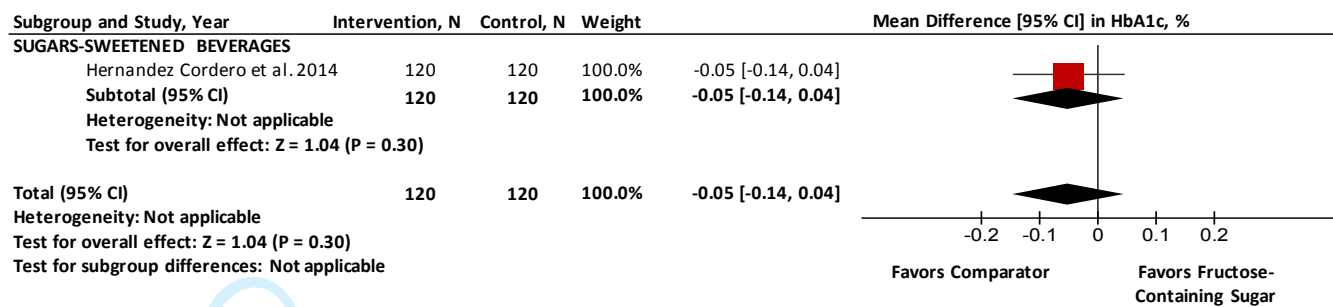 Subgroup and Study, Year Intervention, N Control, N Weight Mean Difference [95% CI] in HbA1c, %
SUGARS-SWEETENED BEVERAGES
Hernandez Cordero et al. 2014 120 120 100.0% -0.05 [-0.14, 0.04]
Subtotal (95% CI) 120 120 100.0% -0.05 [-0.14, 0.04]
Heterogeneity: Not applicable
Test for overall effect: Z = 1.04 (P = 0.30)
Total (95% CI) 120 120 100.0% -0.05 [-0.14, 0.04]
Heterogeneity: Not applicable
Test for overall effect: Z = 1.04 (P = 0.30)
Test for subgroup differences: Not applicable
-0.2 -0.1 0 0.1 0.2
Favors Comparator Favors Fructose-
Containing Sugar